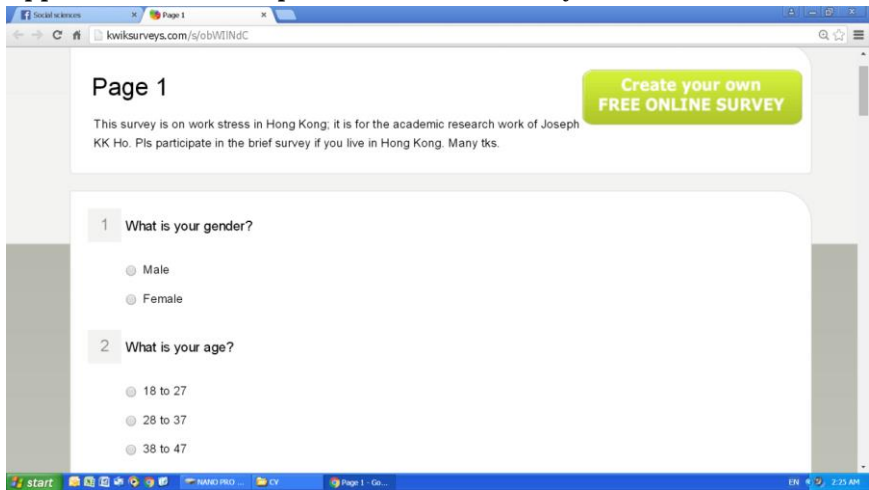 Social sciences
Page 1
kwiksurveys.com/s/obWIINdC
Page 1
Create your own
FREE ONLINE SURVEY
This survey is on work stress in Hong Kong; it is for the academic research work of Joseph
KK Ho. Pls participate in the brief survey if you live in Hong Kong. Many tks.
1 What is your gender?
Male
Female
2 What is your age?
18 to 27
28 to 37
38 to 47
start
NANO PRO ...
CV
Page 1 - Go...
EN
2:25 AM